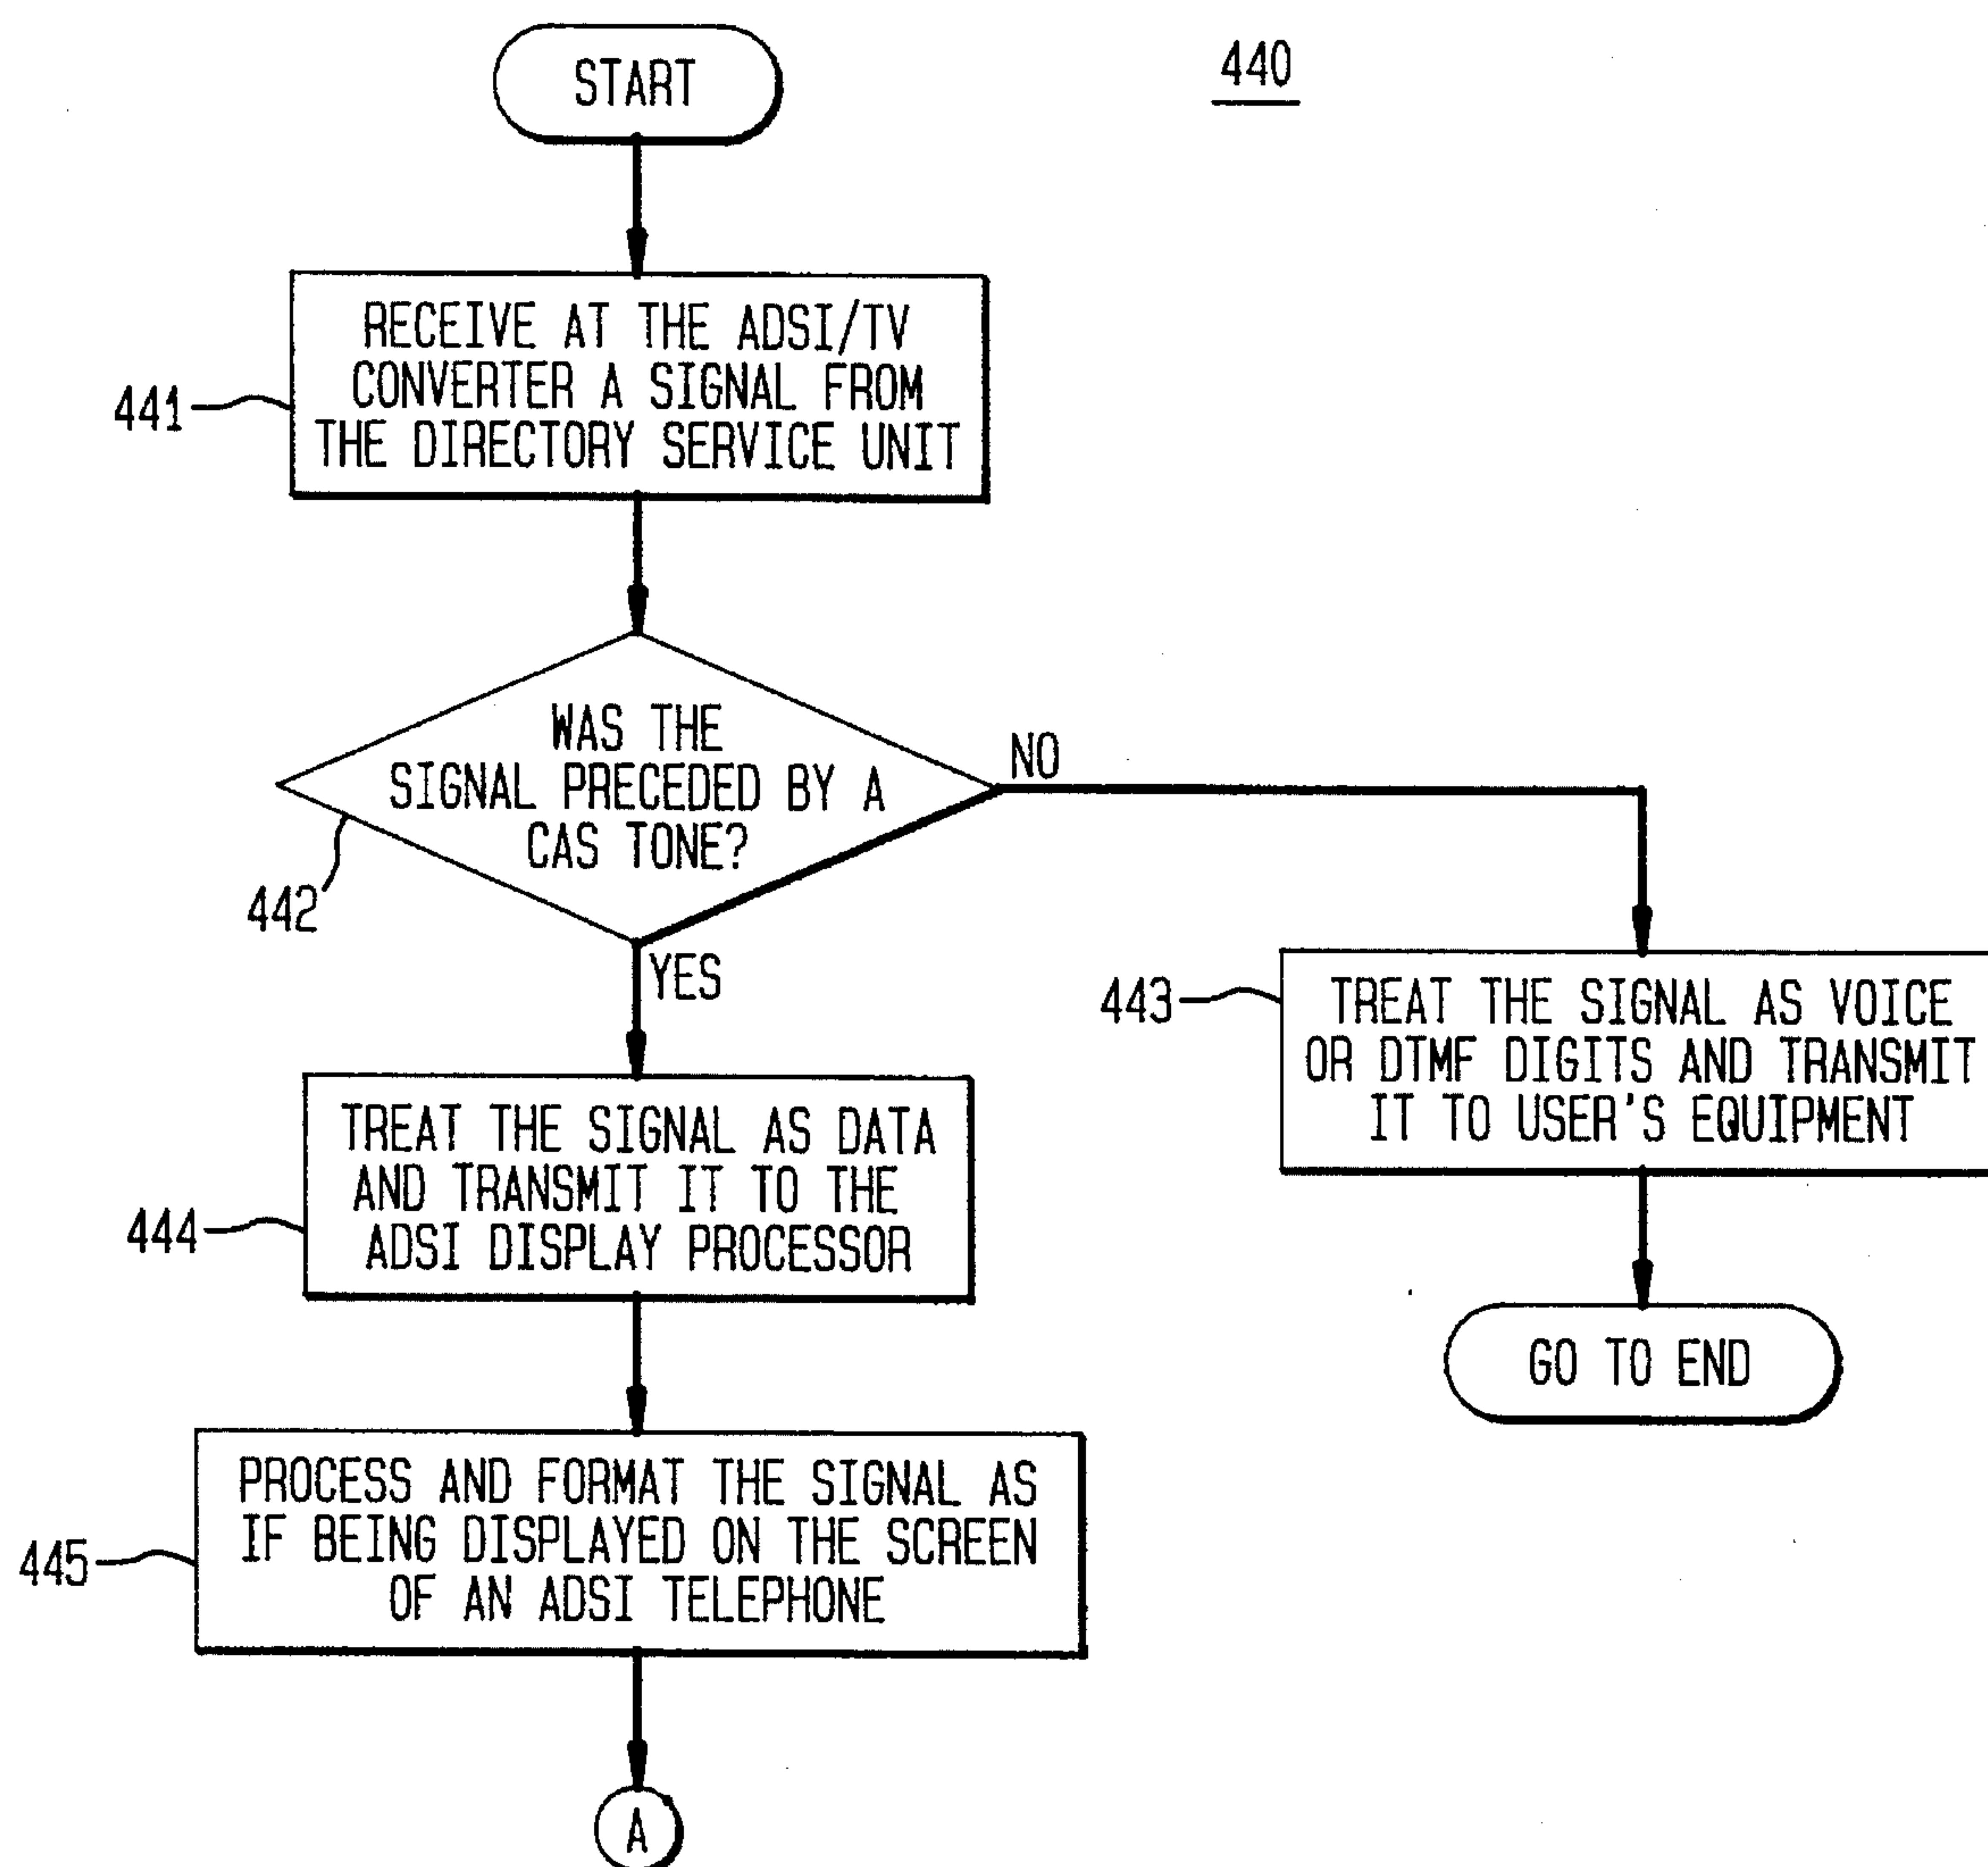 START
440
RECEIVE AT THE ADSI/TV
CONVERTER A SIGNAL FROM
THE DIRECTORY SERVICE UNIT
441
WAS THE
SIGNAL PRECEDED BY A
CAS TONE?
442
NO
YES
443
TREAT THE SIGNAL AS VOICE
OR DTMF DIGITS AND TRANSMIT
IT TO USER'S EQUIPMENT
TREAT THE SIGNAL AS DATA
AND TRANSMIT IT TO THE
ADSI DISPLAY PROCESSOR
444
GO TO END
PROCESS AND FORMAT THE SIGNAL AS
IF BEING DISPLAYED ON THE SCREEN
OF AN ADSI TELEPHONE
445
A